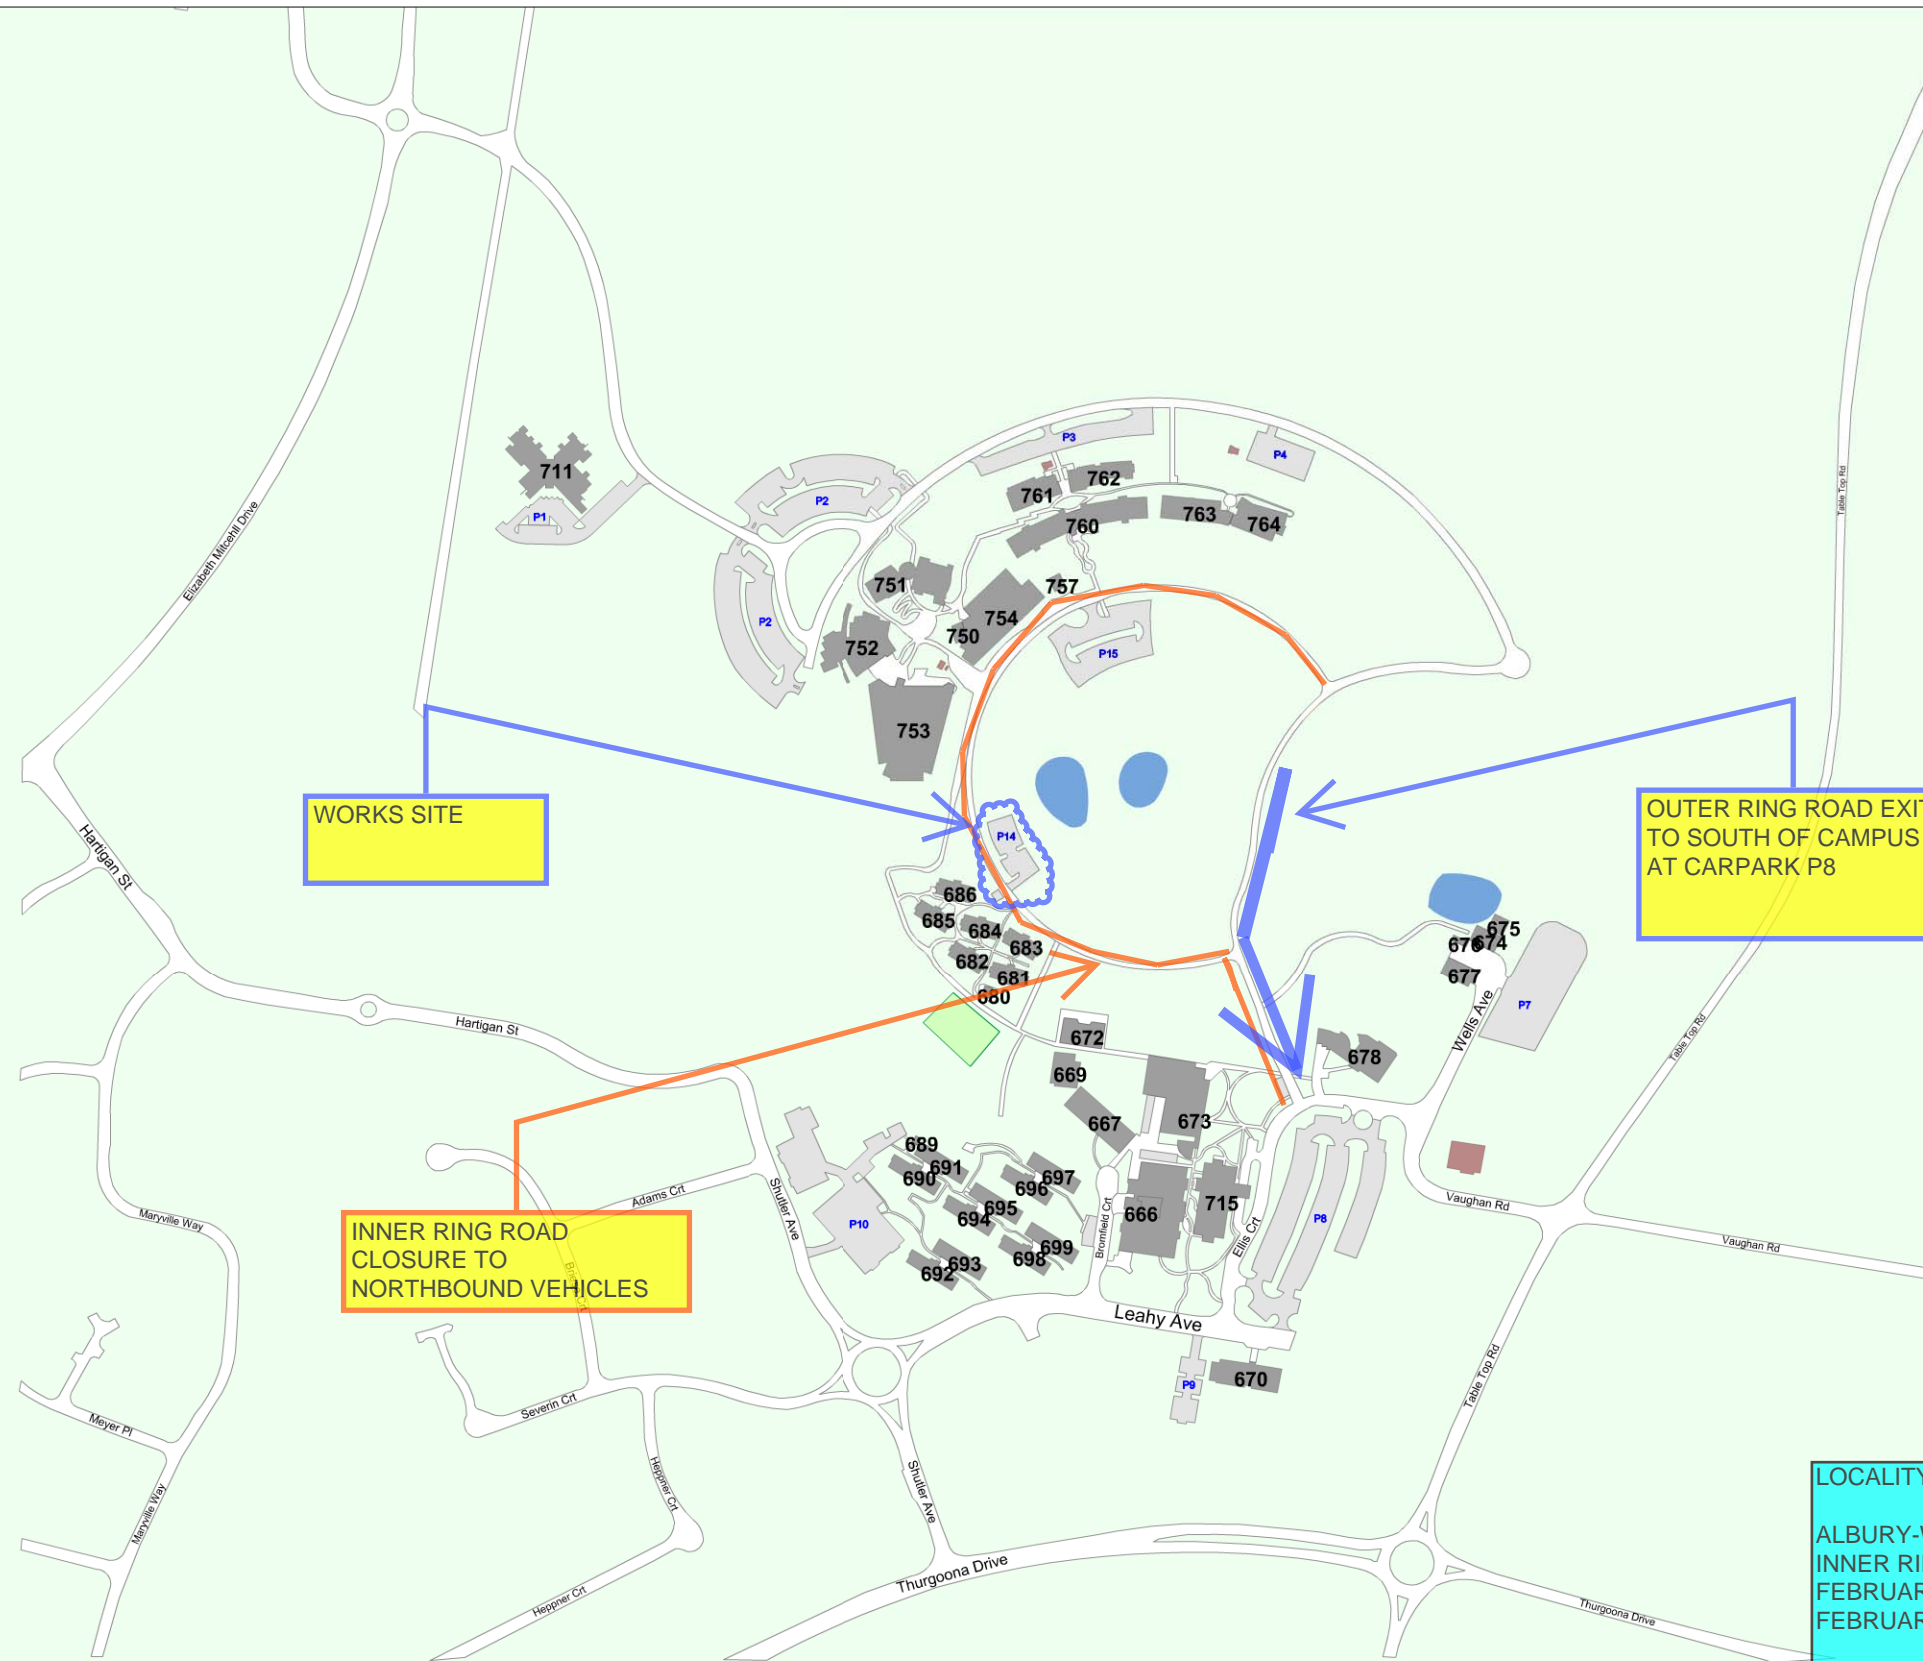 P3
P4
762
761
711
P2
P1
763
764
760
Elizabeth Mitcehll Drive
Table Top Rd
751
757
754
P2
750
752
P15
753
WORKS SITE
OUTER RING ROAD EXIT
TO SOUTH OF CAMPUS
AT CARPARK P8
P14
Hartigan St
686
685
684
683
682
681
680
675
674
676
677
P7
Wells Ave
Hartigan St
672
669
678
Table Top Rd
667
673
689
691
690
697
696
695
694
Adams Crt
Shutler Ave
Maryville Way
P10
666
715
Bromfield Crt
Ellis Crt
P8
Vaughan Rd
Vaughan Rd
699
698
693
692
INNER RING ROAD
CLOSURE TO
NORTHBOUND VEHICLES
Leahy Ave
P9
670
Table Top Rd
Severin Crt
Meyer Pl
Heppner Crt
Shutler Ave
Maryville Way
LOCALITY
ALBURY-
INNER
FEBRUAR
FEBRUAR
Thurgoona Drive
Heppner Crt
Thurgoona Drive